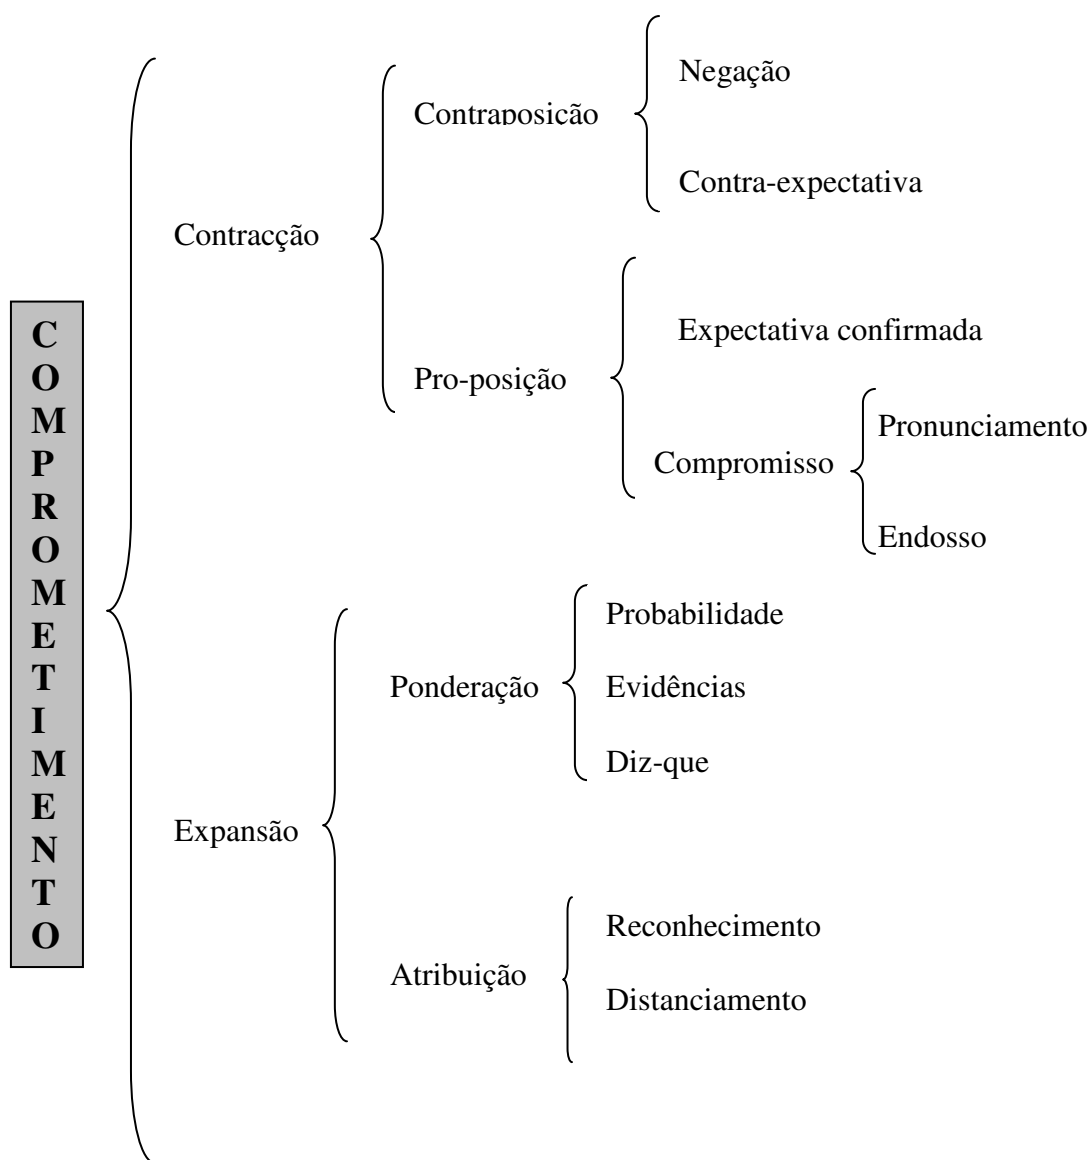 COMPROMETIMENTO
Contracção
Contraposição
Negação
Contra-expectativa
Pro-posição
Expectativa confirmada
Compromisso
Pronunciamento
Endosso
Expansão
Ponderação
Probabilidade
Evidências
Diz-que
Atribuição
Reconhecimento
Distanciamento